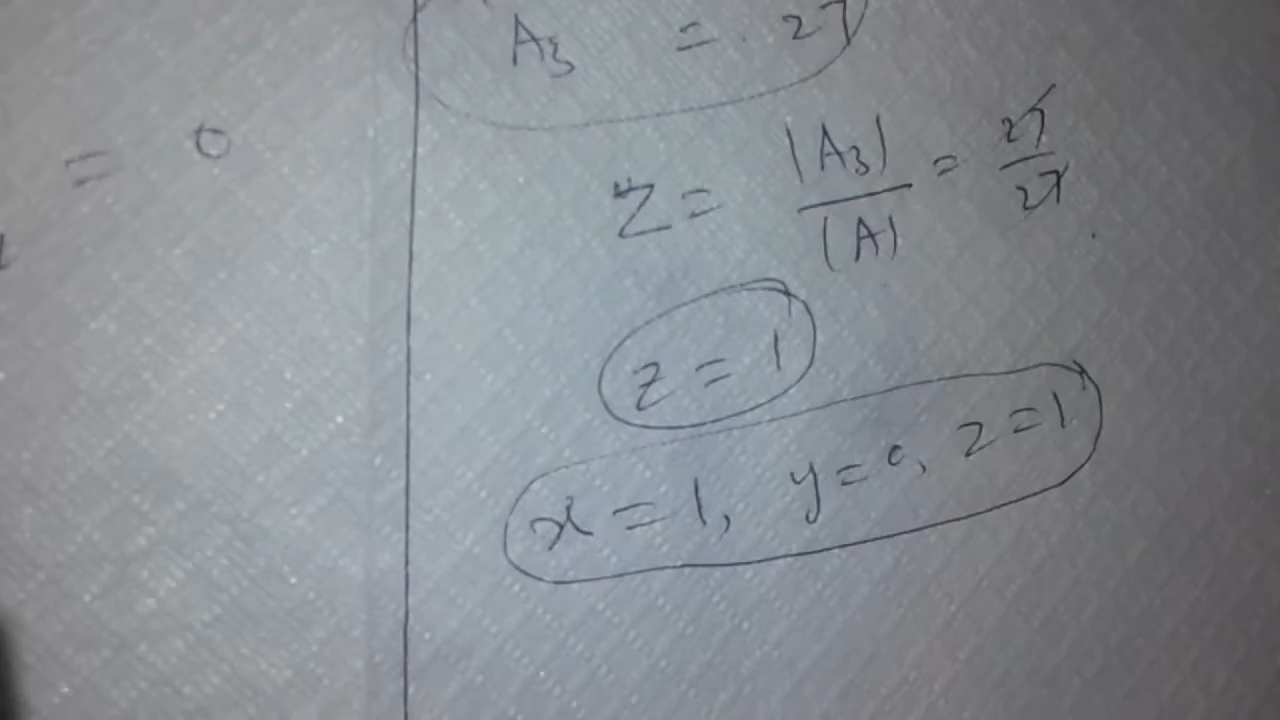 = 0
A3 = 27
Z = |A3| / |A| = 27 / 27
z = 1
x = 1, y = 0, z = 1